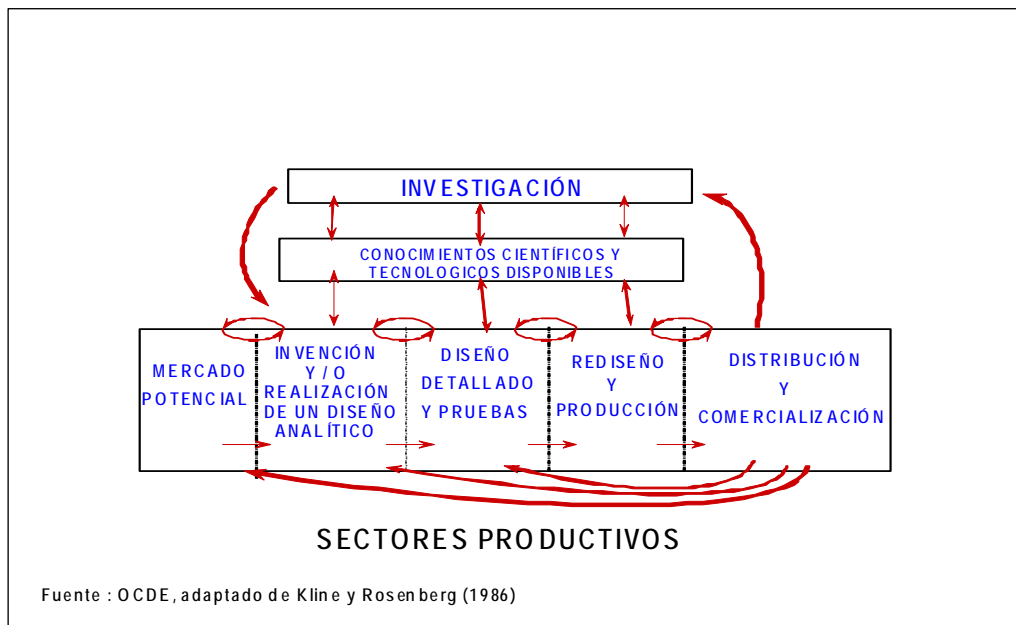 INVESTIGACIÓN
CONOCIMIENTOS CIENTÍFICOS Y
TECNOLOGICOS DISPONIBLES
MERCADO
POTENCIAL
INVENCIÓN
Y / O
REALIZACIÓN
DE UN DISEÑO
ANALÍTICO
DISEÑO
DETALLADO
Y PRUEBAS
REDISEÑO
Y
PRODUCCIÓN
DISTRIBUCIÓN
Y
COMERCIALIZACIÓN
SECTORES PRODUCTIVOS
Fuente : OCDE, adaptado de Kline y Rosenberg (1986)